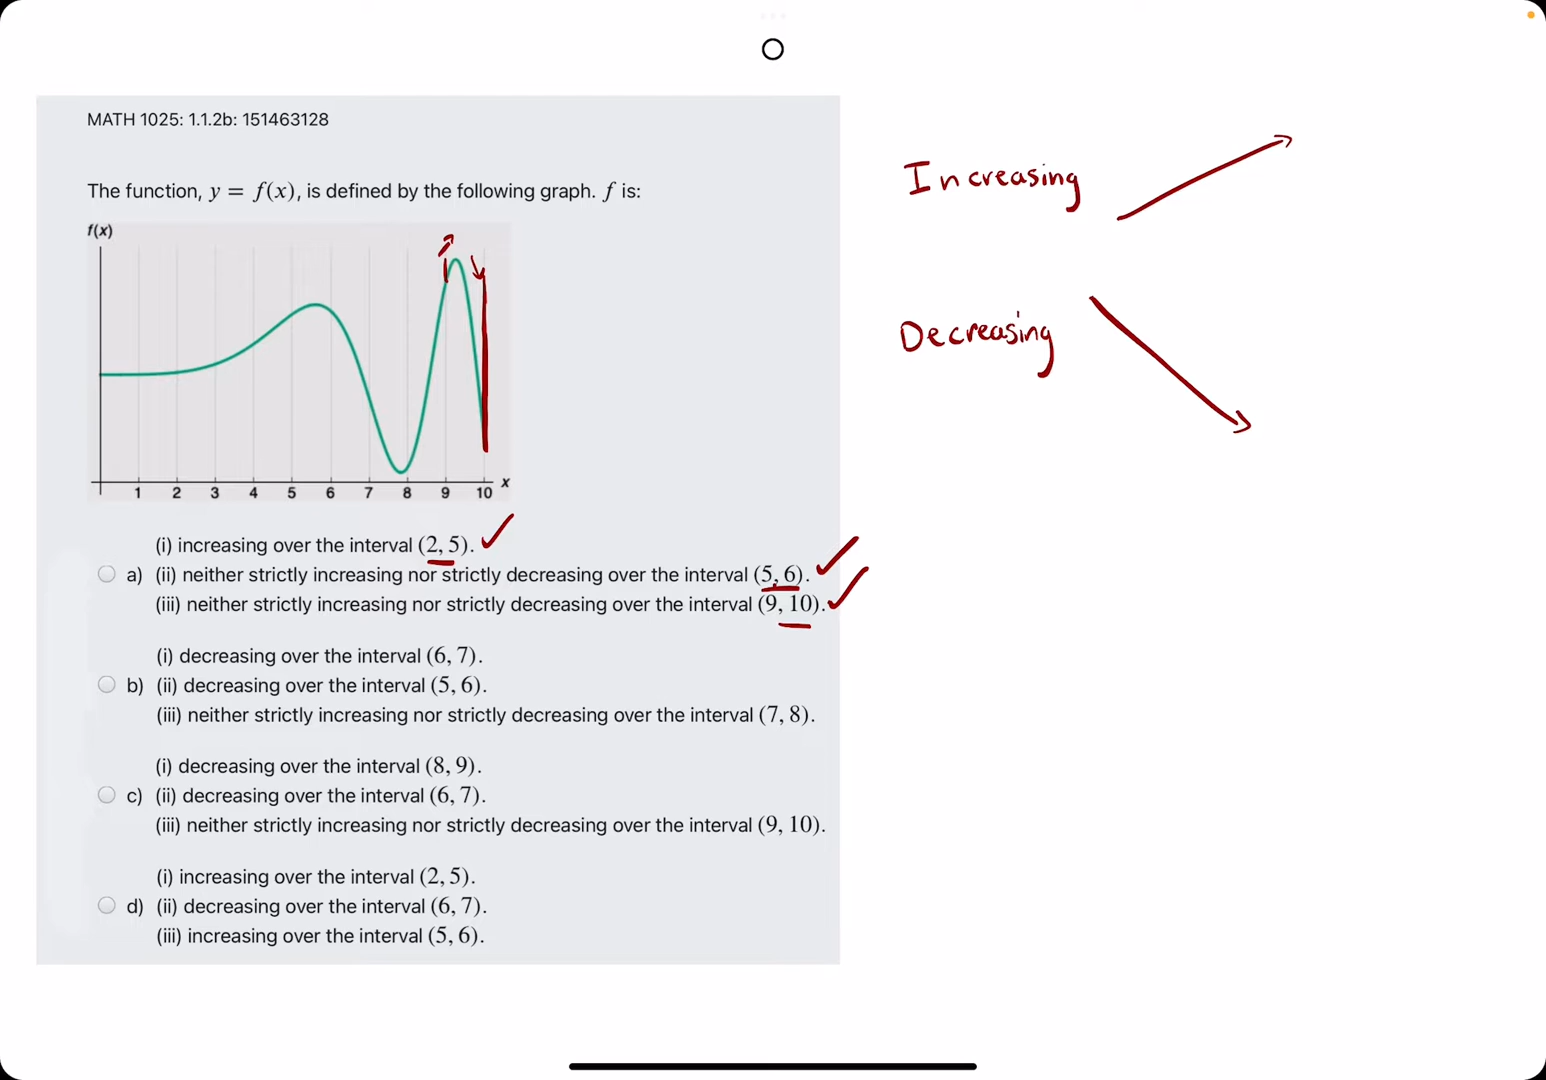 MATH 1025: 1.1.2b: 151463128
The function, y = f(x), is defined by the following graph. f is:
f(x)
1 2 3 4 5 6 7 8 9 10 x
(i) increasing over the interval (2, 5).
a) (ii) neither strictly increasing nor strictly decreasing over the interval (5, 6).
(iii) neither strictly increasing nor strictly decreasing over the interval (9, 10).
(i) decreasing over the interval (6, 7).
b) (ii) decreasing over the interval (5, 6).
(iii) neither strictly increasing nor strictly decreasing over the interval (7, 8).
(i) decreasing over the interval (8, 9).
c) (ii) decreasing over the interval (6, 7).
(iii) neither strictly increasing nor strictly decreasing over the interval (9, 10).
(i) increasing over the interval (2, 5).
d) (ii) decreasing over the interval (6, 7).
(iii) increasing over the interval (5, 6).
Increasing
Decreasing